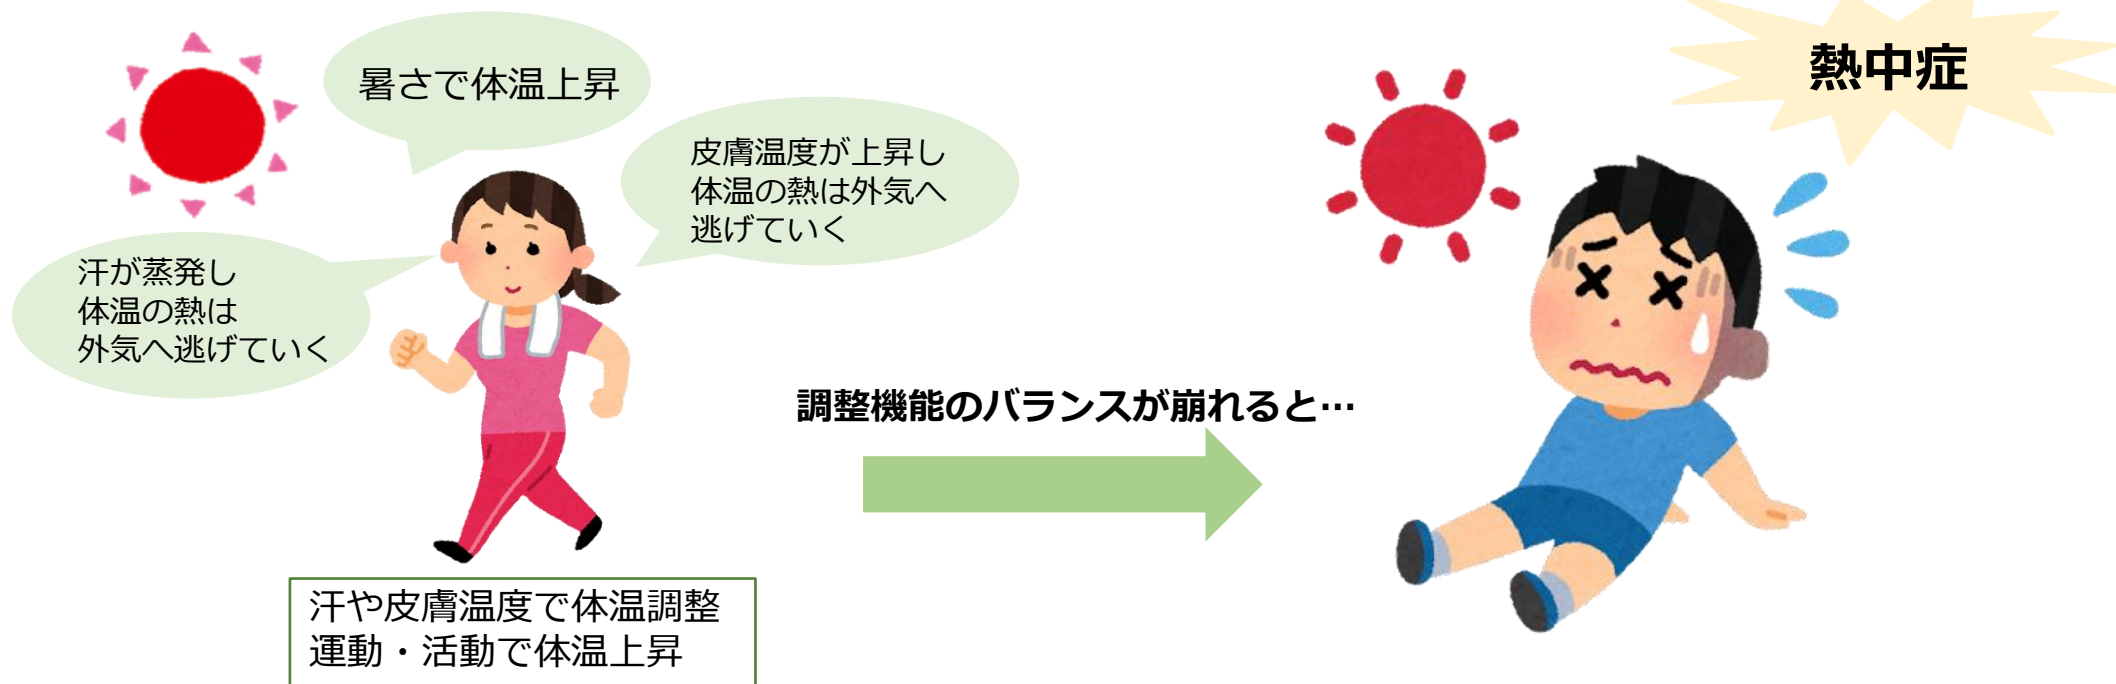 暑さで体温上昇
皮膚温度が上昇し
体温の熱は外気へ
逃げていく
汗が蒸発し
体温の熱は
外気へ逃げていく
汗や皮膚温度で体温調整
運動・活動で体温上昇
調整機能のバランスが崩れると…
熱中症